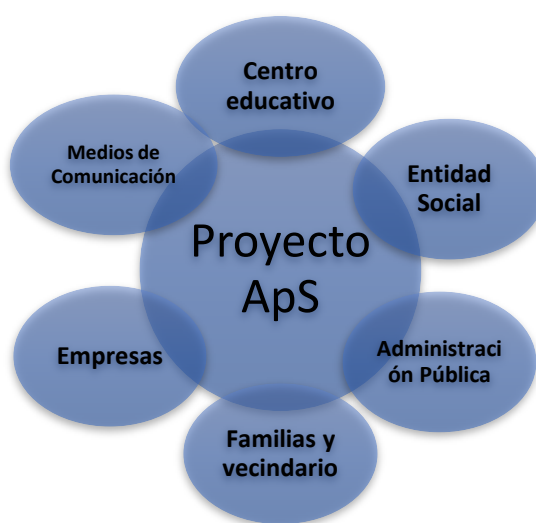 Centro
educativo
Medios de
Comunicación
Entidad
Social
Proyecto
ApS
Empresas
Administraci
ón Pública
Familias y
vecindario